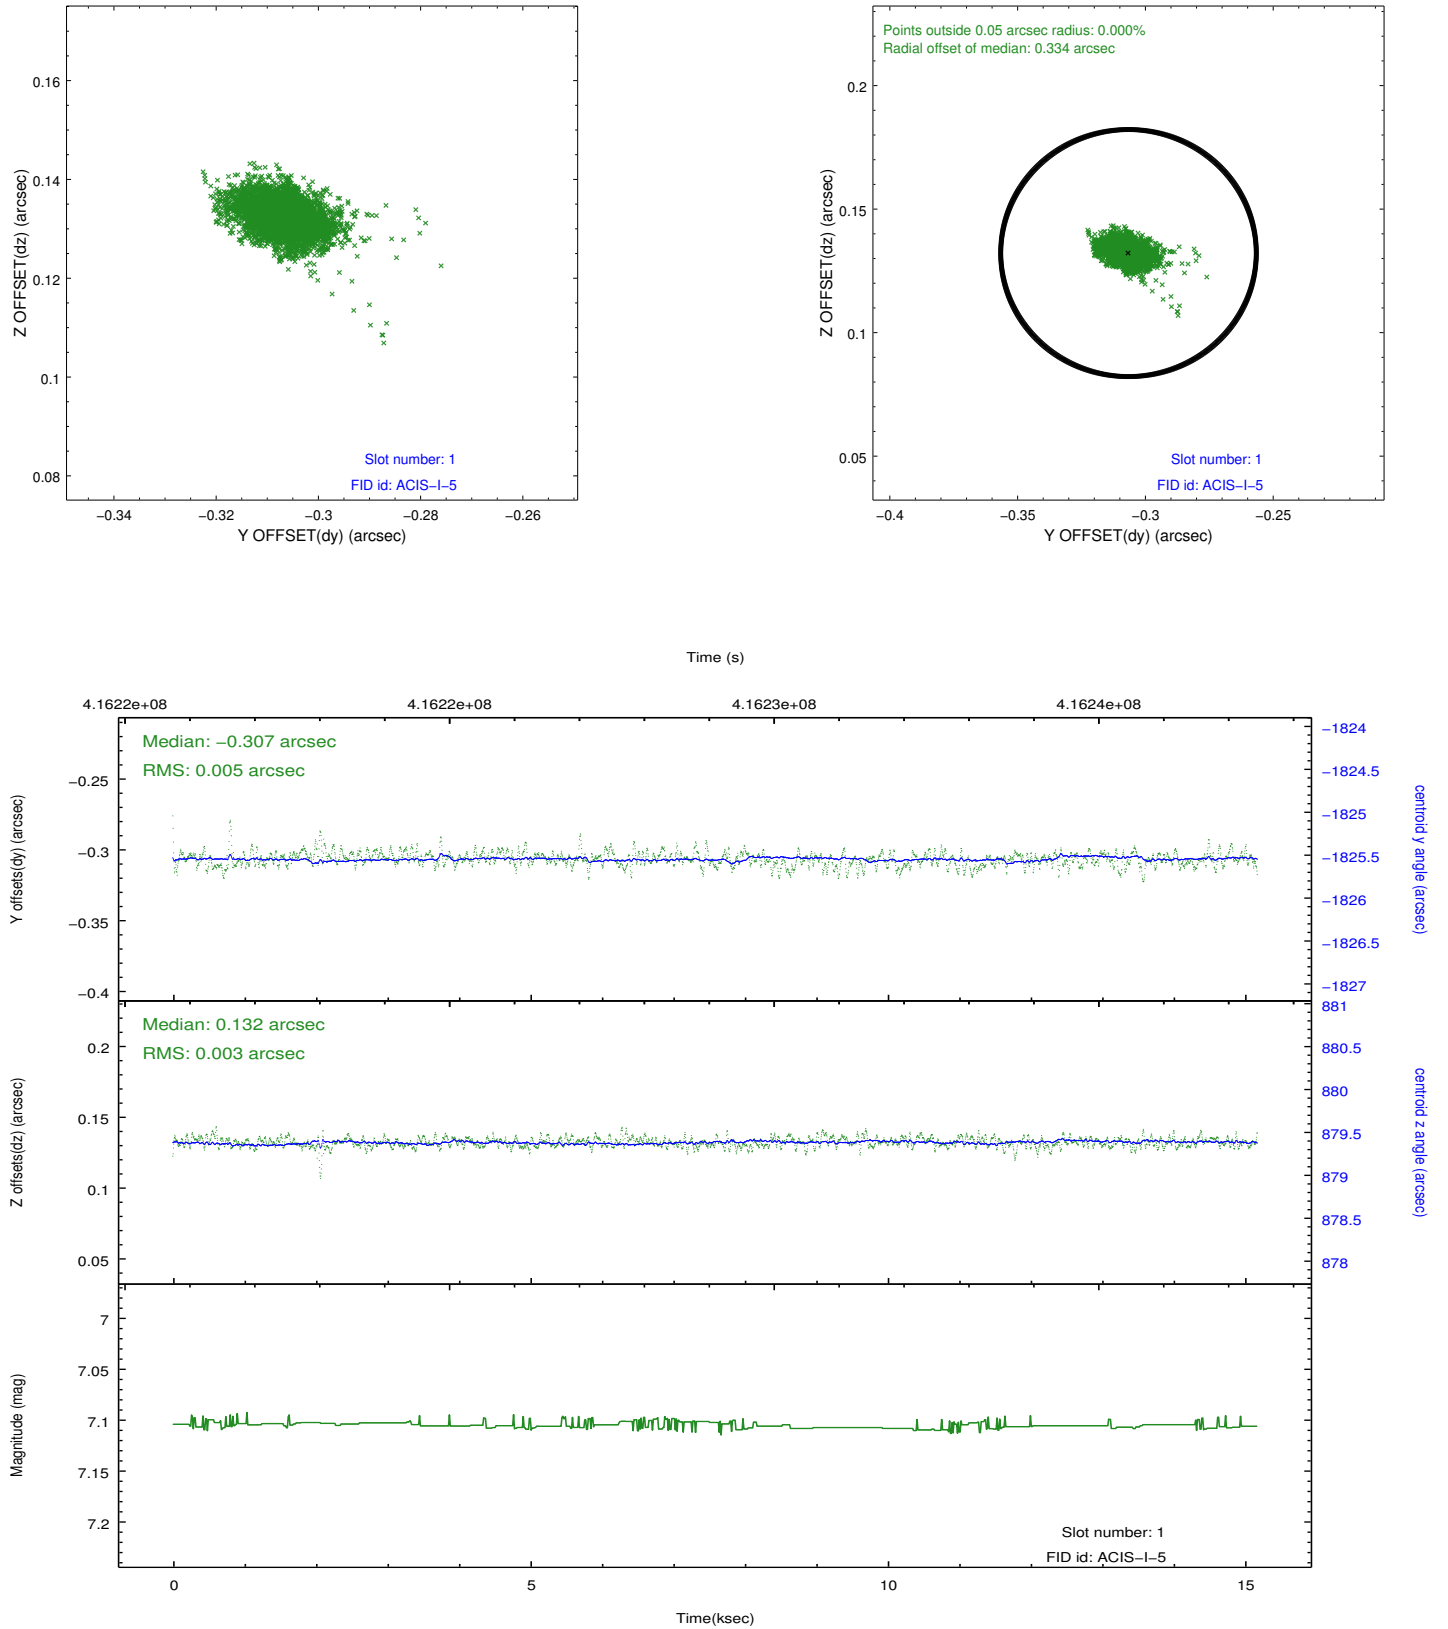 0.16
0.14
0.12
0.1
0.08
Z OFFSET(dz) (arcsec)
−0.34
−0.32
−0.3
−0.28
−0.26
Y OFFSET(dy) (arcsec)
Slot number: 1
FID id: ACIS−I−5
Points outside 0.05 arcsec radius: 0.000%
Radial offset of median: 0.334 arcsec
0.2
0.15
0.1
0.05
Z OFFSET(dz) (arcsec)
−0.4
−0.35
−0.3
−0.25
Y OFFSET(dy) (arcsec)
Slot number: 1
FID id: ACIS−I−5
Time (s)
4.1622e+08
4.1622e+08
4.1623e+08
4.1624e+08
Median: −0.307 arcsec
RMS: 0.005 arcsec
−0.25
−0.3
−0.35
−0.4
Y offsets(dy) (arcsec)
−1824
−1824.5
−1825
−1825.5
−1826
−1826.5
−1827
centroid y angle (arcsec)
Median: 0.132 arcsec
RMS: 0.003 arcsec
0.2
0.15
0.1
0.05
Z offsets(dz) (arcsec)
881
880.5
880
879.5
879
878.5
878
centroid z angle (arcsec)
7
7.05
7.1
7.15
7.2
Magnitude (mag)
Slot number: 1
FID id: ACIS−I−5
0
5
10
15
Time(ksec)